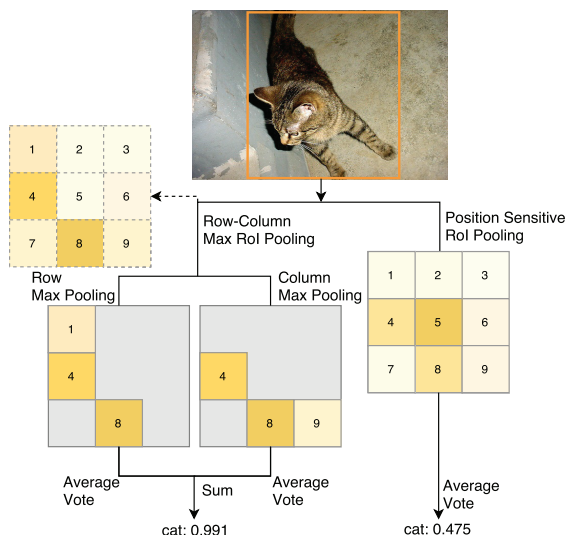 1 2 3
4 5 6
7 8 9
Row-Column
Max RoI Pooling
Position Sensitive
RoI Pooling
Row
Max Pooling
Column
Max Pooling
1
4
8
4
8 9
1 2 3
4 5 6
7 8 9
Average
Vote
Sum
Average
Vote
Average
Vote
cat: 0.991
cat: 0.475